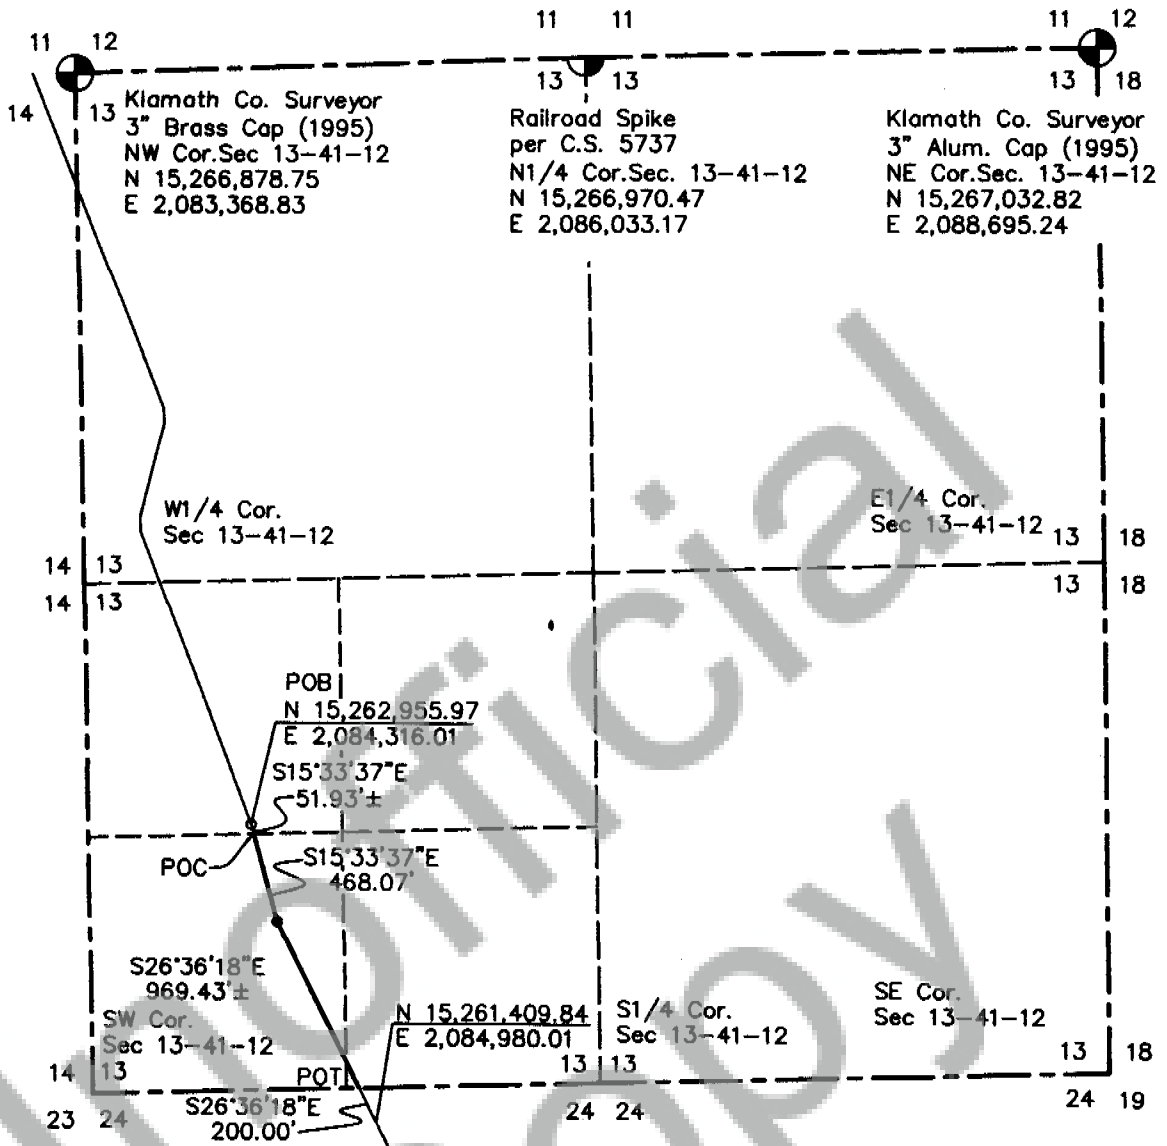 11 11
11 12
11 12
13 13
13 18
14 13
Klamath Co. Surveyor
3" Brass Cap (1995)
NW Cor.Sec 13-41-12
N 15,266,878.75
E 2,083,368.83
Railroad Spike
per C.S. 5737
N1/4 Cor.Sec. 13-41-12
N 15,266,970.47
E 2,086,033.17
Klamath Co. Surveyor
3" Alum. Cap (1995)
NE Cor.Sec. 13-41-12
N 15,267,032.82
E 2,088,695.24
W1/4 Cor.
Sec 13-41-12
E1/4 Cor.
Sec 13-41-12
13 18
14 13
13 18
14 13
POB
N 15,262,955.97
E 2,084,316.01
S15°33'37"E
51.93'±
POC
S15°33'37"E
468.07'
S26°36'18"E
969.43'±
SW Cor.
Sec 13-41-12
N 15,261,409.84
E 2,084,980.01
S1/4 Cor.
Sec 13-41-12
SE Cor.
Sec 13-41-12
13 13
13 18
14 13
POT
24 19
S26°36'18"E
200.00'
23 24
24 24
Unofficial
Copy